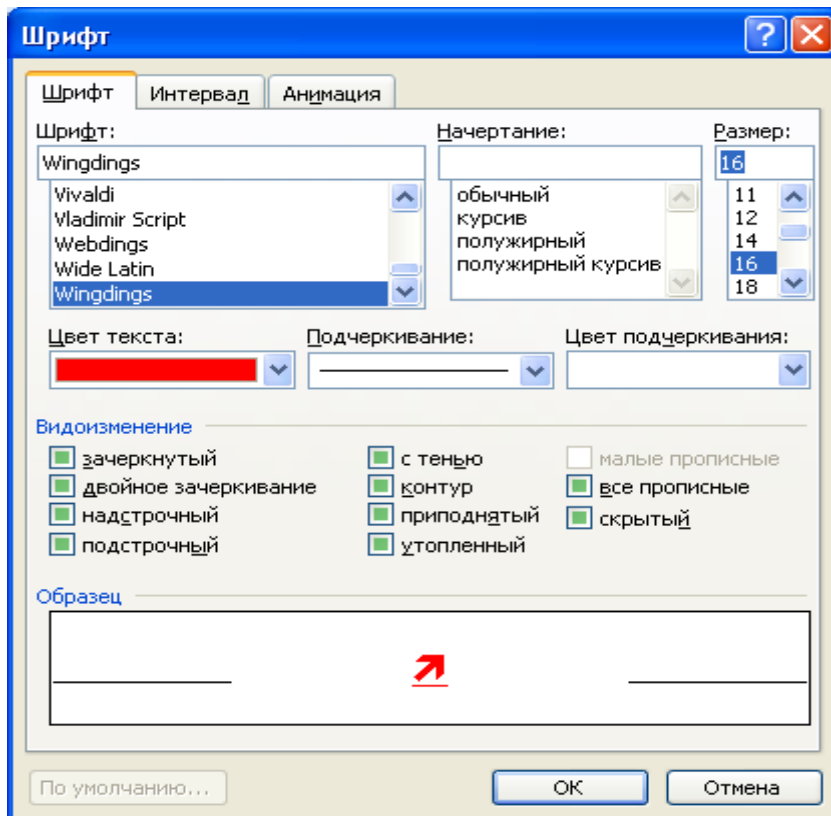 Шрифт
Шрифт Интервал Анимация
Шрифт: Начертание: Размер:
Wingdings 16
Vivaldi обычный 11
Vladimir Script курсив 12
Webdings полужирный 14
Wide Latin полужирный курсив 16
Wingdings 18
Цвет текста: Подчеркивание: Цвет подчеркивания:
Видоизменение
зачеркнутый с тенью малые прописные
двойное зачеркивание контур все прописные
надстрочный приподнятый скрытый
подстрочный утопленный
Образец
По умолчанию... ОК Отмена